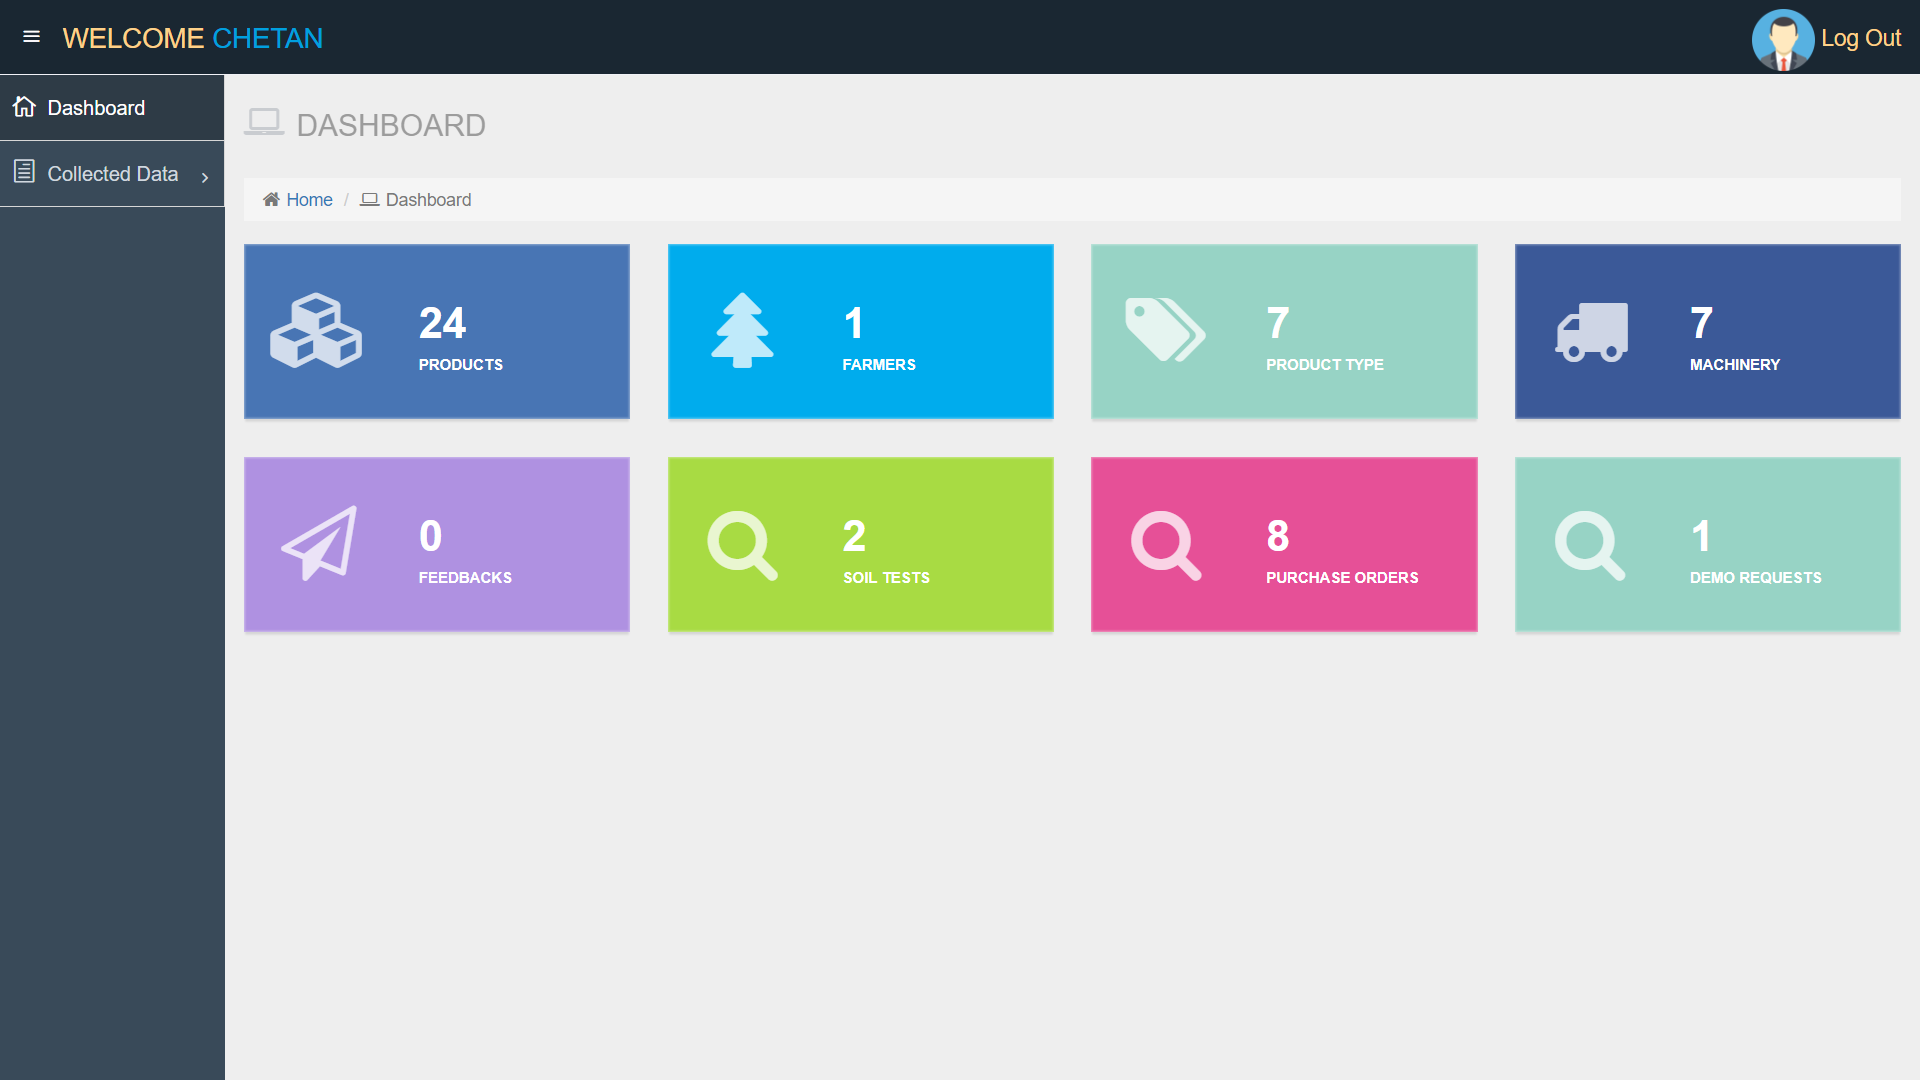 WELCOME CHETAN
Log Out
Dashboard
Collected Data
DASHBOARD
Home / Dashboard
24
PRODUCTS
1
FARMERS
7
PRODUCT TYPE
7
MACHINERY
0
FEEDBACKS
2
SOIL TESTS
8
PURCHASE ORDERS
1
DEMO REQUESTS